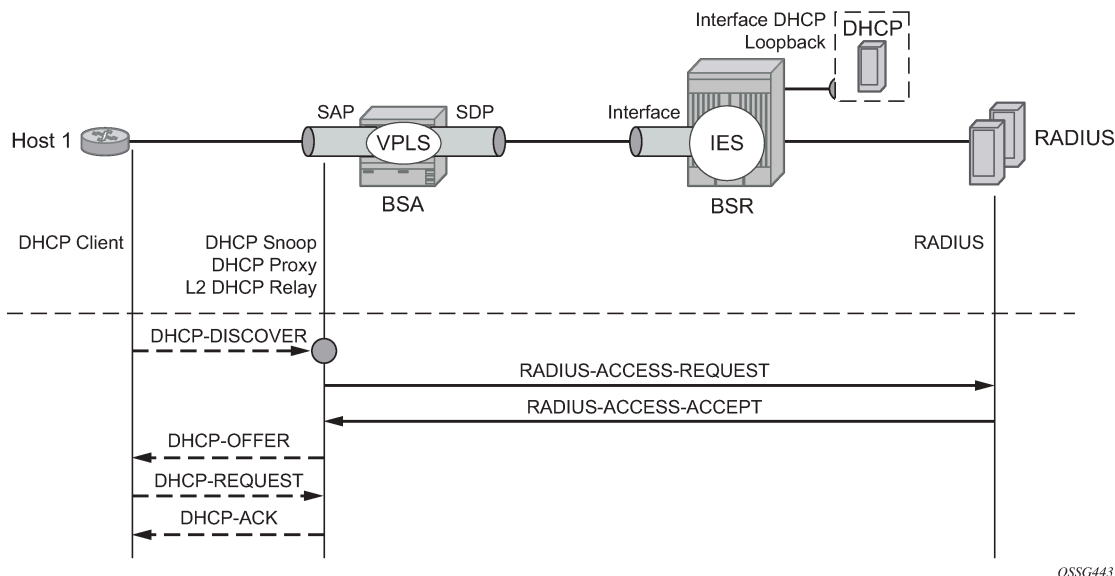 Interface DHCP
Loopback
DHCP
SAP
SDP
Interface
Host 1
VPLS
IES
RADIUS
BSA
BSR
DHCP Client
DHCP Snoop
DHCP Proxy
L2 DHCP Relay
RADIUS
DHCP-DISCOVER
RADIUS-ACCESS-REQUEST
RADIUS-ACCESS-ACCEPT
DHCP-OFFER
DHCP-REQUEST
DHCP-ACK
OSSG443